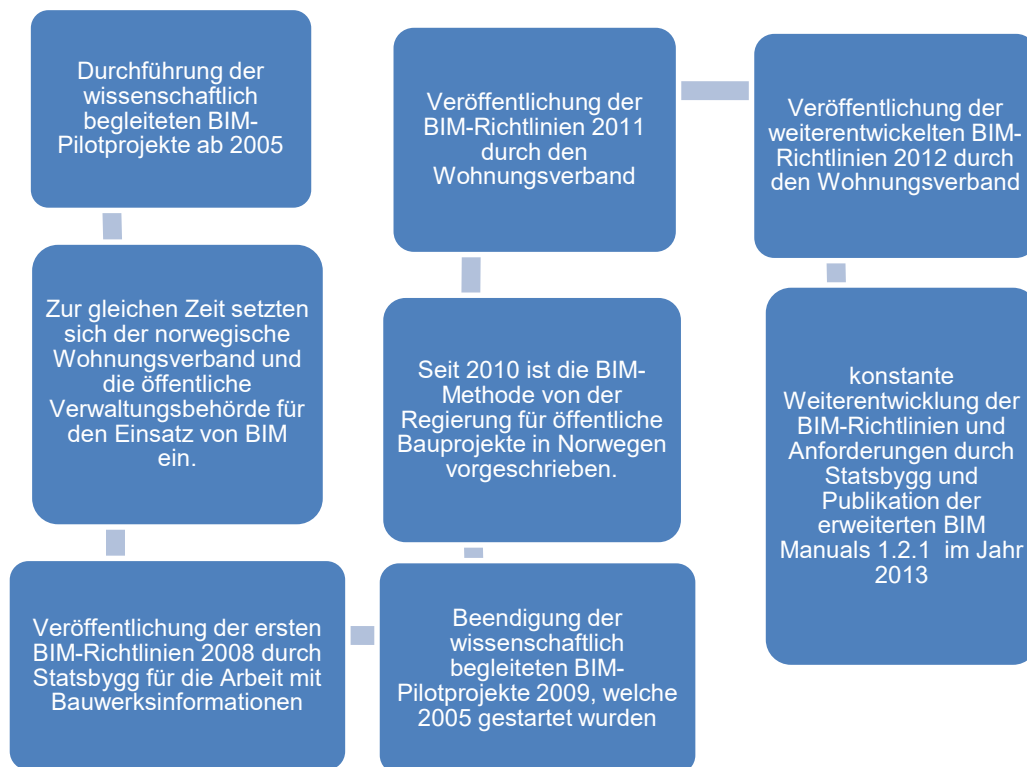 Durchführung der
wissenschaftlich
begleiteten BIM-
Pilotprojekte ab 2005
Zur gleichen Zeit setzten
sich der norwegische
Wohnungsverband und
die öffentliche
Verwaltungsbehörde für
den Einsatz von BIM
ein.
Veröffentlichung der ersten
BIM-Richtlinien 2008 durch
Statsbygg für die Arbeit mit
Bauwerksinformationen
Beendigung der
wissenschaftlich
begleiteten BIM-
Pilotprojekte 2009, welche
2005 gestartet wurden
Seit 2010 ist die BIM-
Methode von der
Regierung für öffentliche
Bauprojekte in Norwegen
vorgeschrieben.
Veröffentlichung der
BIM-Richtlinien 2011
durch den
Wohnungsverband
Veröffentlichung der
weiterentwickelten BIM-
Richtlinien 2012 durch
den Wohnungsverband
konstante
Weiterentwicklung der
BIM-Richtlinien und
Anforderungen durch
Statsbygg und
Publikation der
erweiterten BIM
Manuals 1.2.1 im Jahr
2013